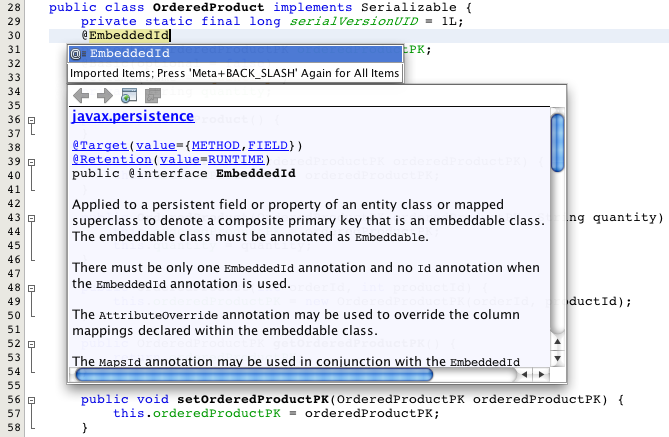 28 public class OrderedProduct implements Serializable {
29 private static final long serialVersionUID = 1L;
30 @EmbeddedId
31 PK;
@ EmbeddedId
32
Imported Items; Press 'Meta+BACK_SLASH' Again for All Items
33
34
35
javax.persistence
36
37
@Target(value={METHOD,FIELD})
38
@Retention(value=RUNTIME)
39
public @interface EmbeddedId
40
41
Applied to a persistent field or property of an entity class or mapped
42
superclass to denote a composite primary key that is an embeddable class.
43 quantity)
The embeddable class must be annotated as Embeddable.
44
45
46
There must be only one EmbeddedId annotation and no Id annotation when
47
the EmbeddedId annotation is used.
48
49 productId);
The AttributeOverride annotation may be used to override the column
50
mappings declared within the embeddable class.
51
52
53
The MapsId annotation may be used in conjunction with the EmbeddedId
54
55
56 public void setOrderedProductPK(OrderedProductPK orderedProductPK) {
57 this.orderedProductPK = orderedProductPK;
58 }